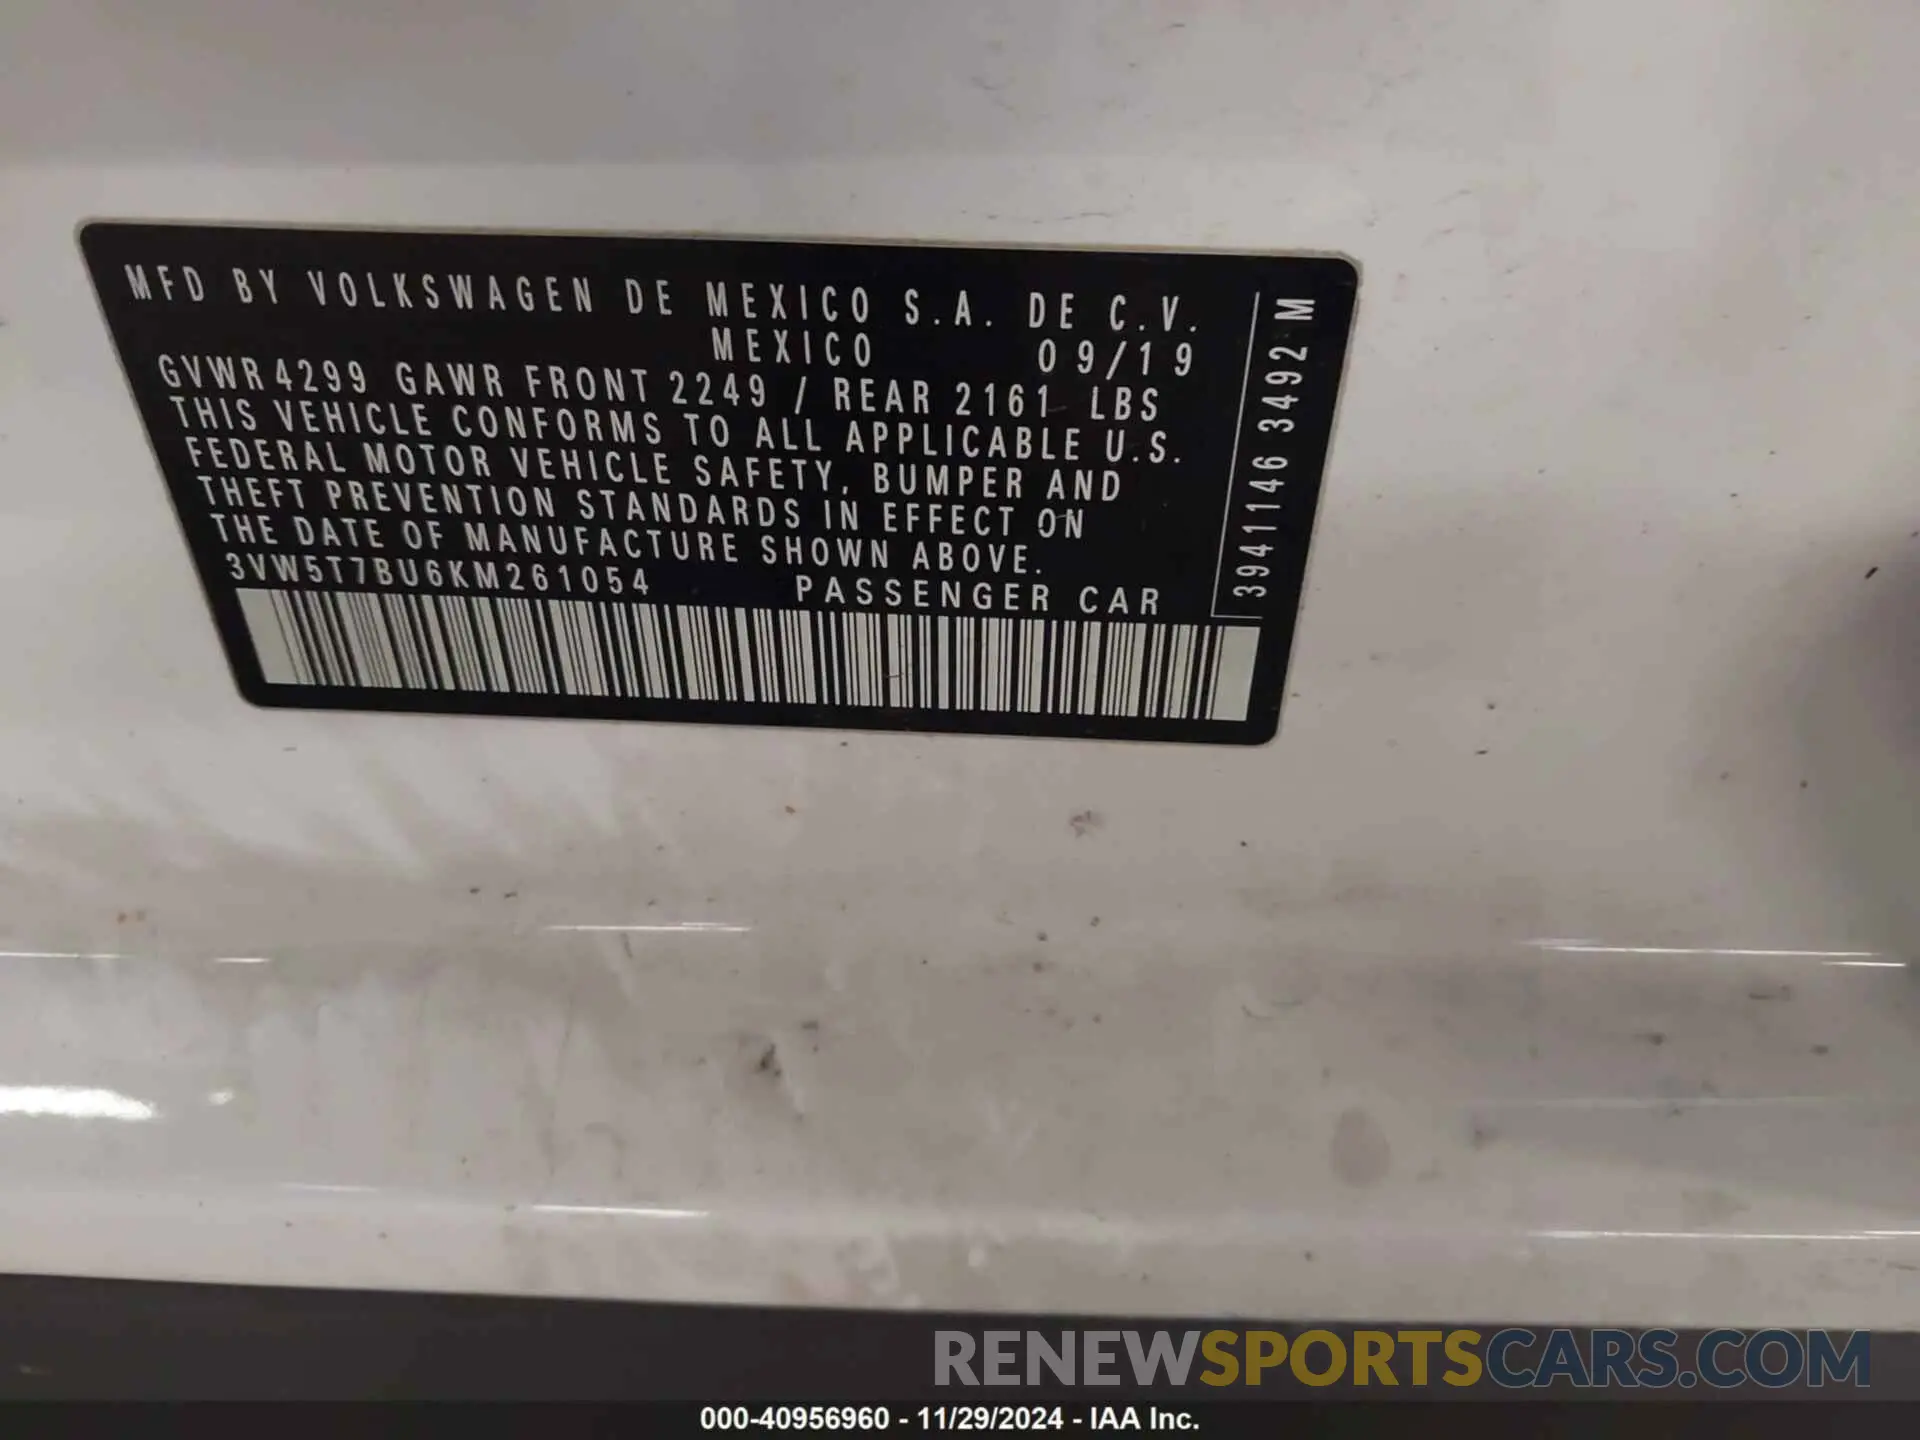 MFD BY VOLKSWAGEN DE MEXICO S.A. DE C.V.
MEXICO 09/19
GVWR 4299 GAWR FRONT 2249 / REAR 2161 LBS
THIS VEHICLE CONFORMS TO ALL APPLICABLE U.S.
FEDERAL MOTOR VEHICLE SAFETY, BUMPER AND
THEFT PREVENTION STANDARDS IN EFFECT ON
THE DATE OF MANUFACTURE SHOWN ABOVE.
3VW5T7BU6KM261054 PASSENGER CAR
3941146 3492 M
RENEWSPORTSCARS.COM
000-40956960 - 11/29/2024 - IAA Inc.